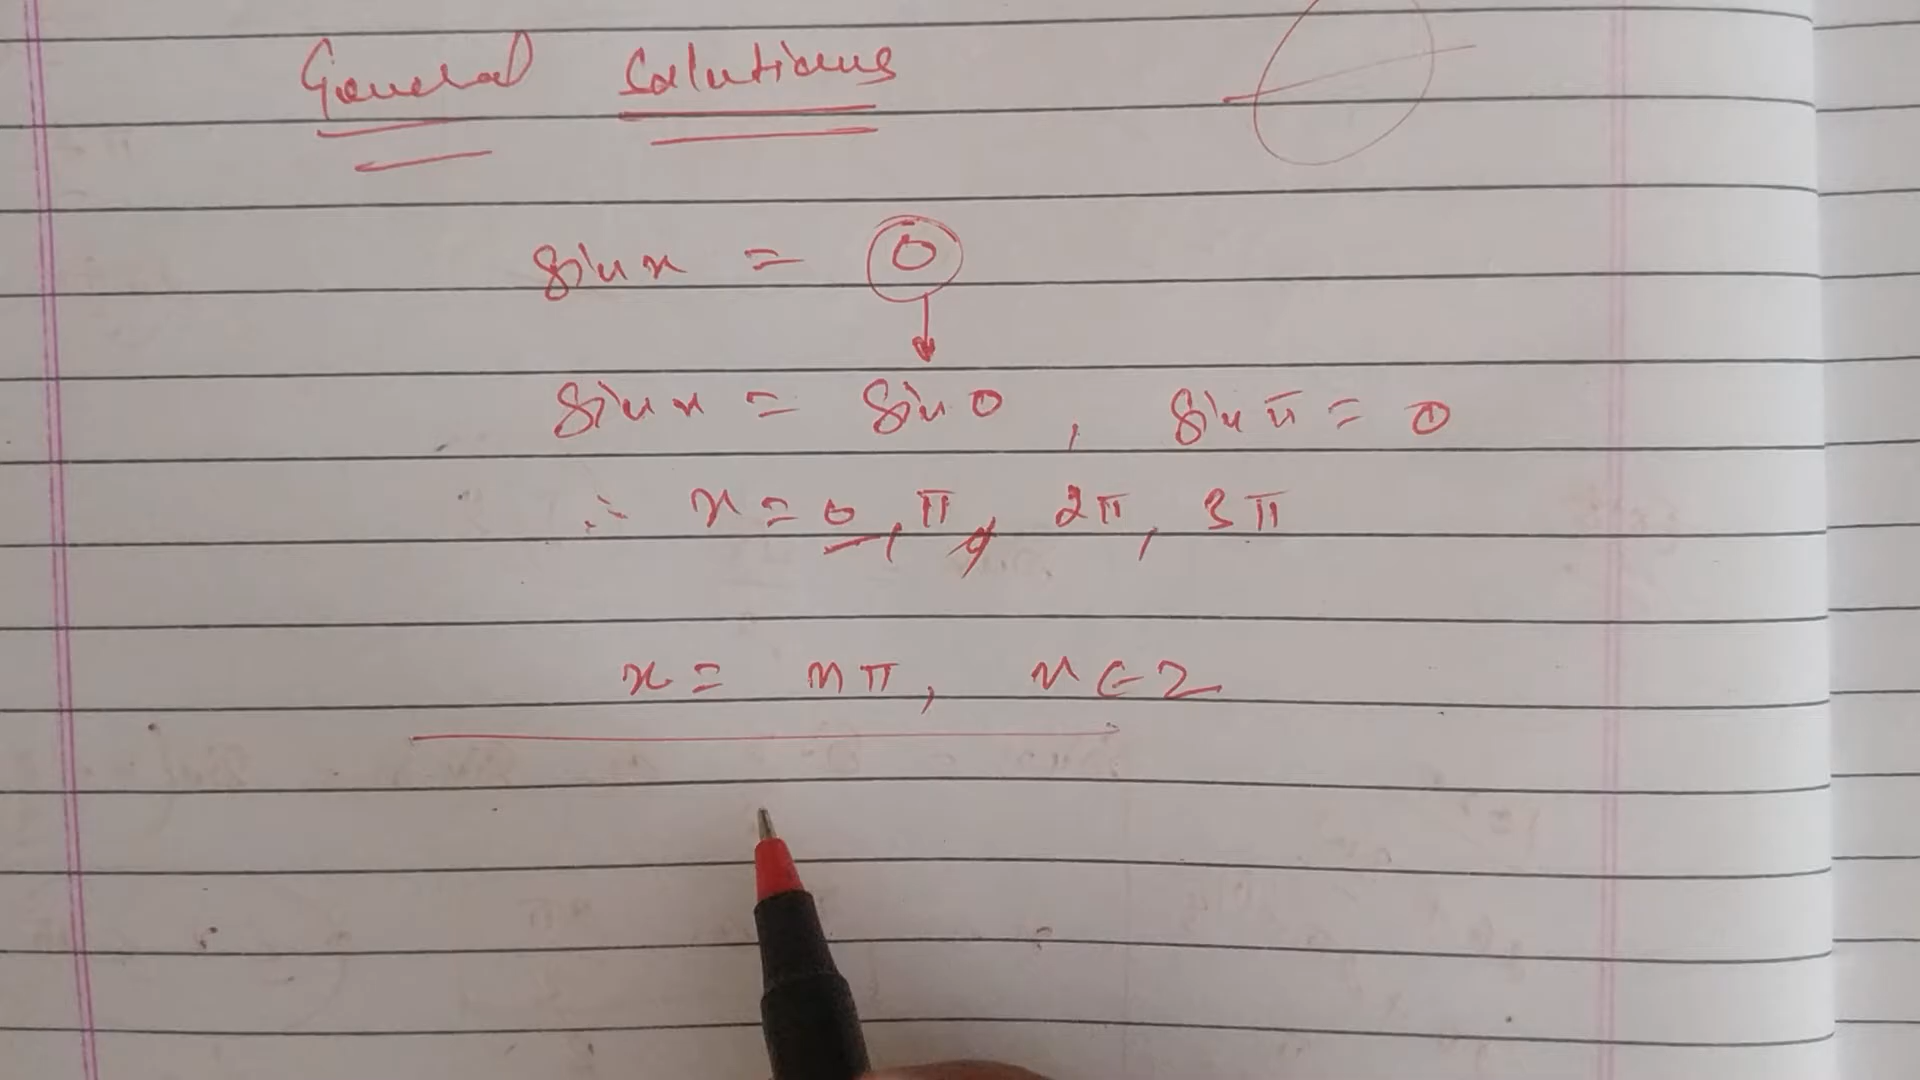 General Solutions
sin x = 0
sin x = sin 0 , sin π = 0
∴ x = 0, π, 2π, 3π
x = nπ, n ∈ Z